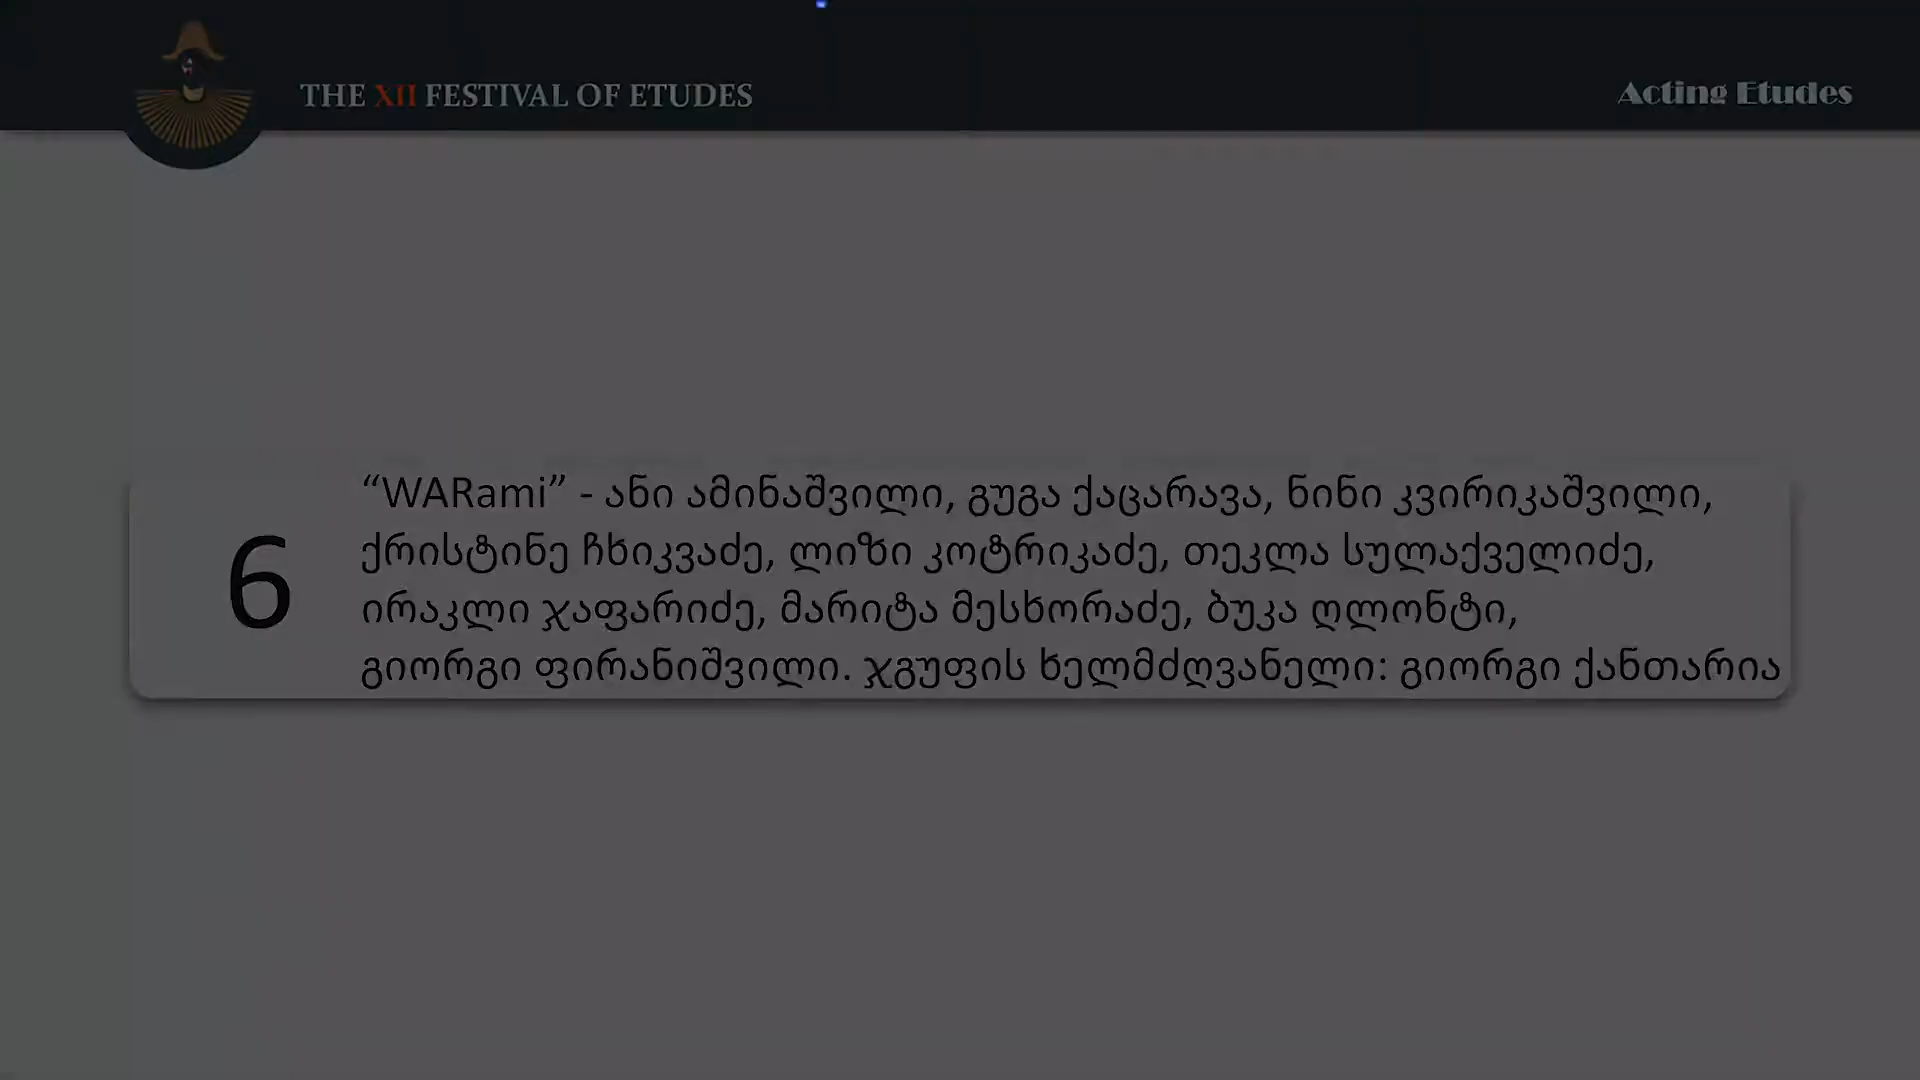 THE XII FESTIVAL OF ETUDES
Acting Etudes
6
“WARami” - ანი ამინაშვილი, გუგა ქაცარავა, ნინი კვირიკაშვილი,
ქრისტინე ჩხიკვაძე, ლიზი კოტრიკაძე, თეკლა სულაქველიძე,
ირაკლი ჯაფარიძე, მარიტა მესხორაძე, ბუკა ღლონტი,
გიორგი ფირანიშვილი. ჯგუფის ხელმძღვანელი: გიორგი ქანთარია